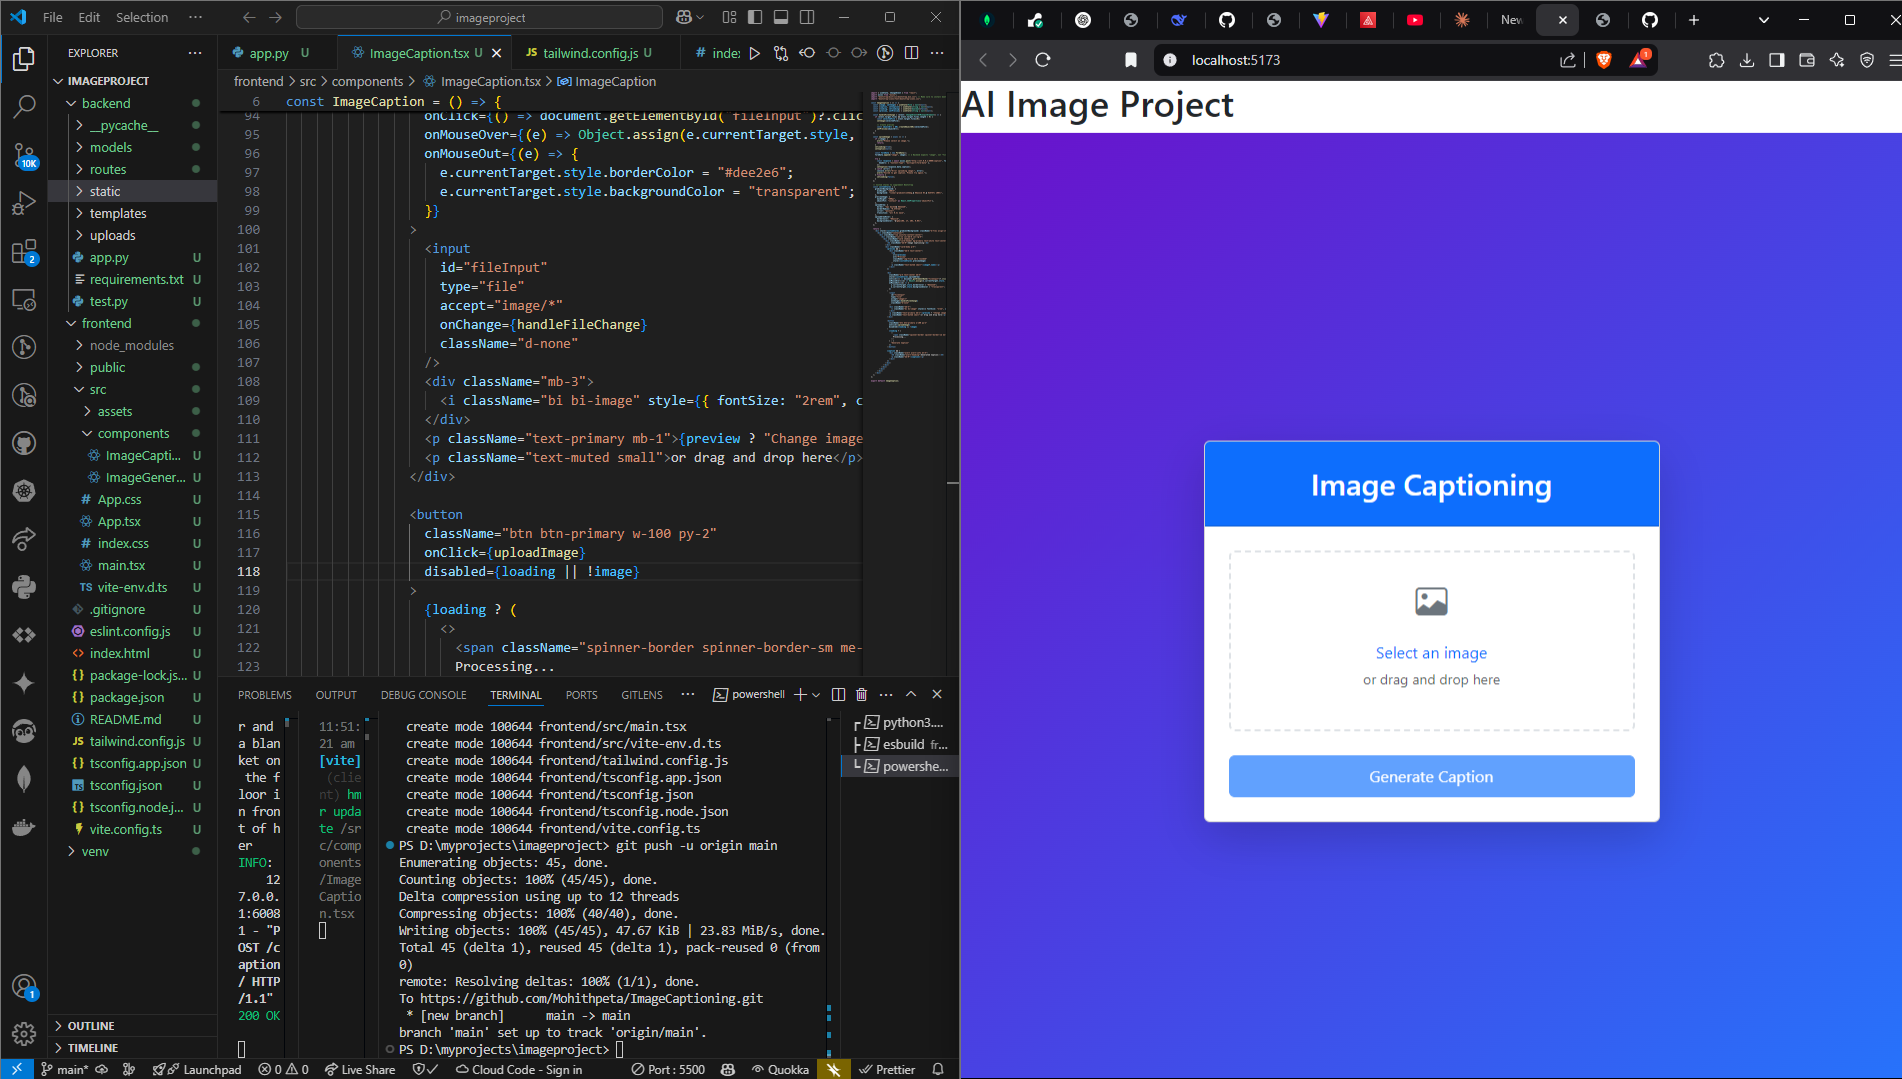 File Edit Selection ···
imageproject
EXPLORER
IMAGEPROJECT
backend
__pycache__
models
routes
static
templates
uploads
app.py U
requirements.txt U
test.py U
frontend
node_modules
public
src
assets
components
ImageCapti... U
ImageGener... U
App.css U
App.tsx U
index.css U
main.tsx U
vite-env.d.ts U
.gitignore U
eslint.config.js U
index.html U
package-lock.js... U
package.json U
README.md U
tailwind.config.js U
tsconfig.app.json U
tsconfig.json U
tsconfig.node.j... U
vite.config.ts U
venv
OUTLINE
TIMELINE
10K
2
1
app.py U
ImageCaption.tsx U
JS tailwind.config.js U
# index
frontend > src > components > ImageCaption.tsx > ImageCaption
6 const ImageCaption = () => {
94 onClick={() => document.getElementById("fileInput")?.clic
95 onMouseOver={(e) => Object.assign(e.currentTarget.style,
96 onMouseOut={(e) => {
97 e.currentTarget.style.borderColor = "#dee2e6";
98 e.currentTarget.style.backgroundColor = "transparent";
99 }}
100 >
101 <input
102 id="fileInput"
103 type="file"
104 accept="image/*"
105 onChange={handleFileChange}
106 className="d-none"
107 />
108 <div className="mb-3">
109 <i className="bi bi-image" style={{ fontSize: "2rem", c
110 </div>
111 <p className="text-primary mb-1">{preview ? "Change image
112 <p className="text-muted small">or drag and drop here</p>
113 </div>
114
115 <button
116 className="btn btn-primary w-100 py-2"
117 onClick={uploadImage}
118 disabled={loading || !image}
119 >
120 {loading ? (
121 <>
122 <span className="spinner-border spinner-border-sm me-
123 Processing...
PROBLEMS OUTPUT DEBUG CONSOLE TERMINAL PORTS GITLENS ··· powershell
r and
a blan
ket on
the f
loor i
n fron
t of h
er
INFO:
12
7.0.0.
1:6008
1 - "P
OST /c
aption
/ HTTP
/1.1"
200 OK
11:51:
21 am
[vite]
(clie
nt) hm
r upda
te /sr
c/comp
onents
/Image
Captio
n.tsx
create mode 100644 frontend/src/main.tsx
create mode 100644 frontend/src/vite-env.d.ts
create mode 100644 frontend/tailwind.config.js
create mode 100644 frontend/tsconfig.app.json
create mode 100644 frontend/tsconfig.json
create mode 100644 frontend/tsconfig.node.json
create mode 100644 frontend/vite.config.ts
PS D:\myprojects\imageproject> git push -u origin main
Enumerating objects: 45, done.
Counting objects: 100% (45/45), done.
Delta compression using up to 12 threads
Compressing objects: 100% (40/40), done.
Writing objects: 100% (45/45), 47.67 KiB | 23.83 MiB/s, done.
Total 45 (delta 1), reused 45 (delta 1), pack-reused 0 (from
0)
remote: Resolving deltas: 100% (1/1), done.
To https://github.com/Mohithpeta/ImageCaptioning.git
* [new branch] main -> main
branch 'main' set up to track 'origin/main'.
PS D:\myprojects\imageproject>
python3....
esbuild fr...
powershe...
main* Launchpad 0 0 Live Share Cloud Code - Sign in Port : 5500 Quokka Prettier
New
localhost:5173
1
AI Image Project
Image Captioning
Select an image
or drag and drop here
Generate Caption